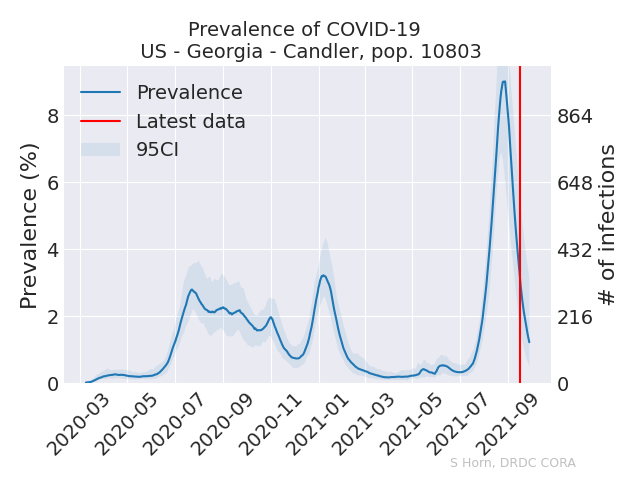 Prevalence of COVID-19
US - Georgia - Candler, pop. 10803
Prevalence
Latest data
95CI
Prevalence (%)
8
6
4
2
0
# of infections
864
648
432
216
0
2020-03
2020-05
2020-07
2020-09
2020-11
2021-01
2021-03
2021-05
2021-07
2021-09
S Horn, DRDC CORA